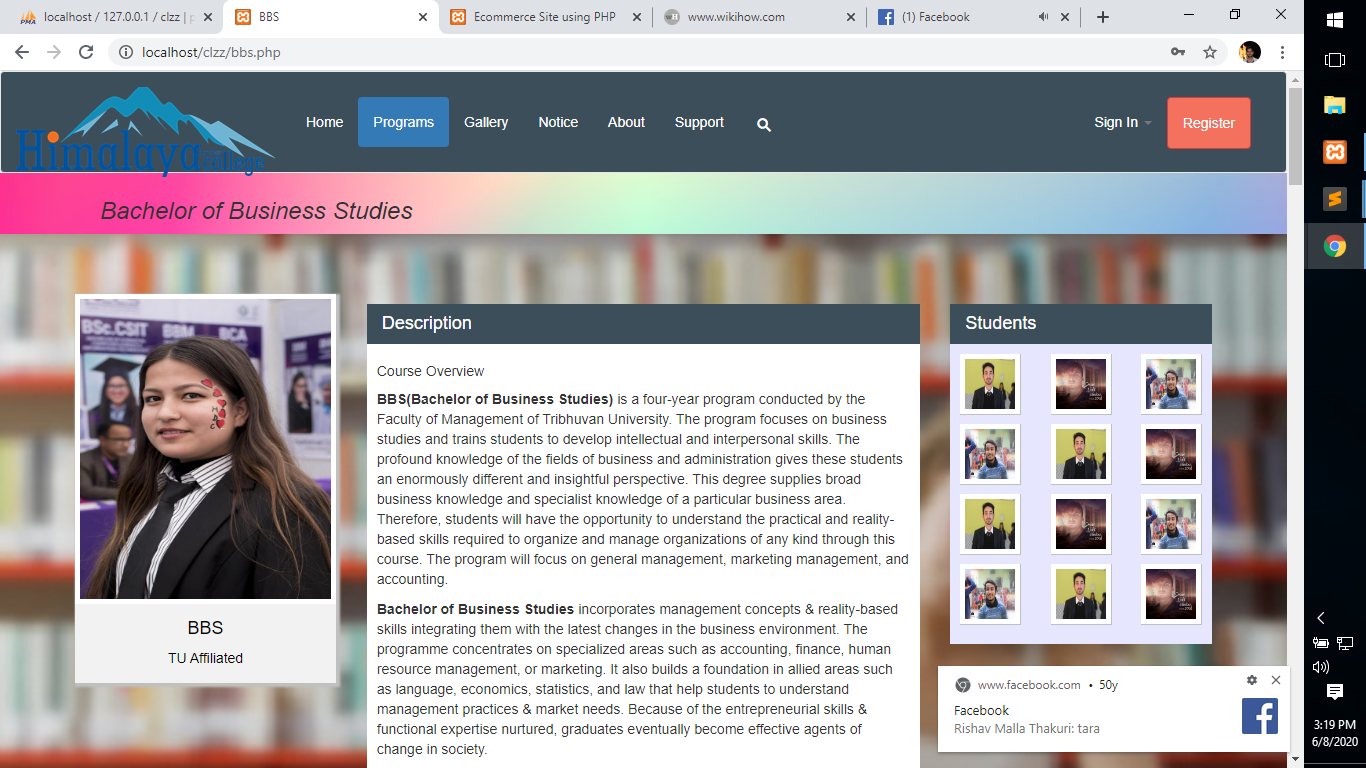 localhost / 127.0.0.1 / clzz | p
BBS
Ecommerce Site using PHP
www.wikihow.com
(1) Facebook
localhost/clzz/bbs.php
Himalaya college
Home
Programs
Gallery
Notice
About
Support
Sign In
Register
Bachelor of Business Studies
BSc.CSIT BBM BCA
BBS
TU Affiliated
Description
Course Overview
BBS(Bachelor of Business Studies) is a four-year program conducted by the
Faculty of Management of Tribhuvan University. The program focuses on business
studies and trains students to develop intellectual and interpersonal skills. The
profound knowledge of the fields of business and administration gives these students
an enormously different and insightful perspective. This degree supplies broad
business knowledge and specialist knowledge of a particular business area.
Therefore, students will have the opportunity to understand the practical and reality-
based skills required to organize and manage organizations of any kind through this
course. The program will focus on general management, marketing management, and
accounting.
Bachelor of Business Studies incorporates management concepts & reality-based
skills integrating them with the latest changes in the business environment. The
programme concentrates on specialized areas such as accounting, finance, human
resource management, or marketing. It also builds a foundation in allied areas such
as language, economics, statistics, and law that help students to understand
management practices & market needs. Because of the entrepreneurial skills &
functional expertise nurtured, graduates eventually become effective agents of
change in society.
Students
www.facebook.com • 50y
Facebook
Rishav Malla Thakuri: tara
3:19 PM
6/8/2020